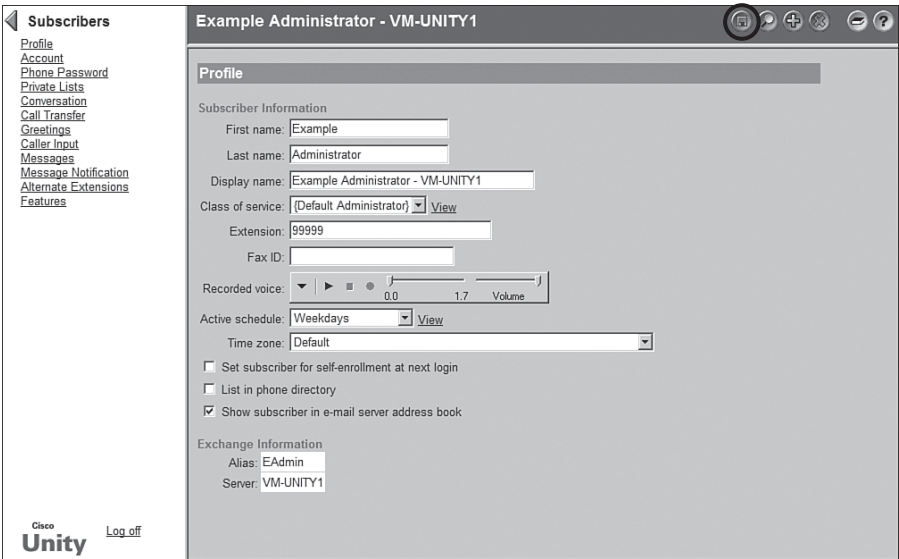 Subscribers
Profile
Account
Phone Password
Private Lists
Conversation
Call Transfer
Greetings
Caller Input
Messages
Message Notification
Alternate Extensions
Features
Cisco
Unity
Log off
Example Administrator - VM-UNITY1
?
Profile
Subscriber Information
First name: Example
Last name: Administrator
Display name: Example Administrator - VM-UNITY1
Class of service: {Default Administrator} View
Extension: 99999
Fax ID:
Recorded voice: 0.0 1.7 Volume
Active schedule: Weekdays View
Time zone: Default
Set subscriber for self-enrollment at next login
List in phone directory
Show subscriber in e-mail server address book
Exchange Information
Alias: EAdmin
Server: VM-UNITY1